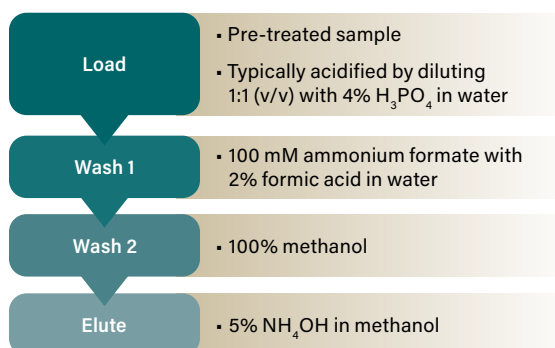 Load
▪ Pre-treated sample
▪ Typically acidified by diluting
1:1 (v/v) with 4% H₃PO₄ in water
Wash 1
▪ 100 mM ammonium formate with
2% formic acid in water
Wash 2
▪ 100% methanol
Elute
▪ 5% NH₄OH in methanol